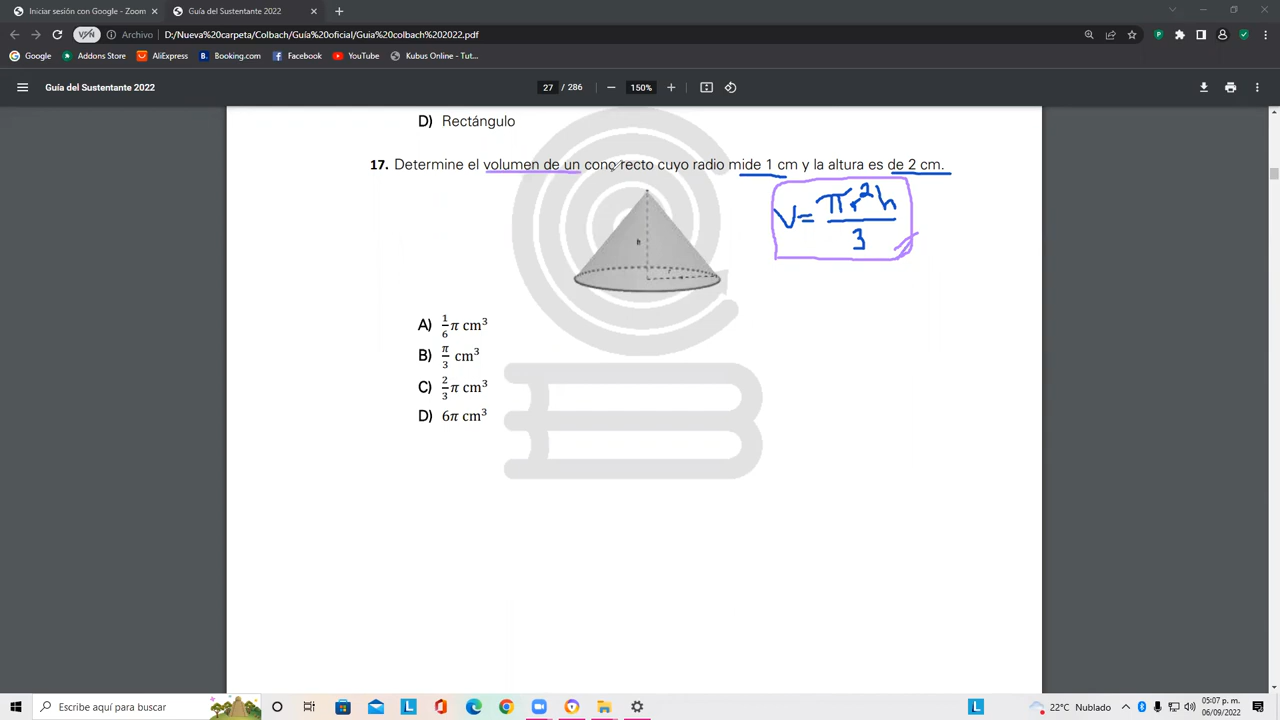 Iniciar sesión con Google - Zoom
Guía del Sustentante 2022
V/N
Archivo
D:/Nueva%20carpeta/Colbach/Guía%20oficial/Guia%20colbach%202022.pdf
Google
Addons Store
AliExpress
Booking.com
Facebook
YouTube
Kubus Online - Tut...
Guía del Sustentante 2022
27 / 286
150%
D) Rectángulo
17. Determine el volumen de un cono recto cuyo radio mide 1 cm y la altura es de 2 cm.
V = πr²h / 3
h
r
A) 1/6 π cm³
B) π/3 cm³
C) 2/3 π cm³
D) 6π cm³
Escribe aquí para buscar
22°C Nublado
05:07 p. m.
06/09/2022